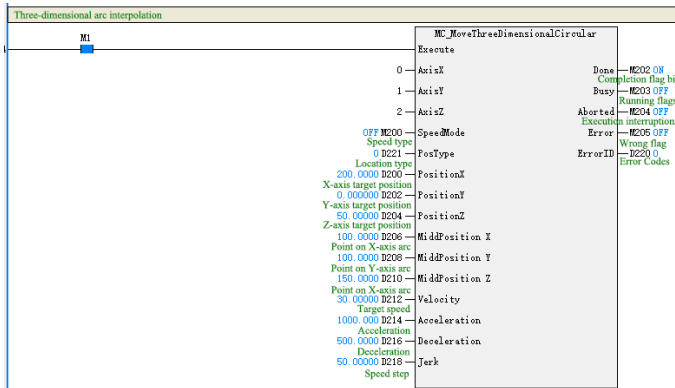 Three-dimensional arc interpolation
M1
MC_MoveThreeDimensionalCircular
Execute
0 AxisX Done M202 ON
Completion flag bi
1 AxisY Busy M203 OFF
Running flags
2 AxisZ Aborted M204 OFF
Execution interruption
OFF M200 SpeedMode Error M205 OFF
Speed type Wrong flag
0 D221 PosType ErrorID D220 0
Location type Error Codes
200.0000 D200 PositionX
X-axis target position
0.000000 D202 PositionY
Y-axis target position
50.00000 D204 PositionZ
Z-axis target position
100.0000 D206 MiddPosition X
Point on X-axis arc
100.0000 D208 MiddPosition Y
Point on Y-axis arc
150.0000 D210 MiddPosition Z
Point on X-axis arc
30.00000 D212 Velocity
Target speed
1000.000 D214 Acceleration
Acceleration
500.0000 D216 Deceleration
Deceleration
50.00000 D218 Jerk
Speed step